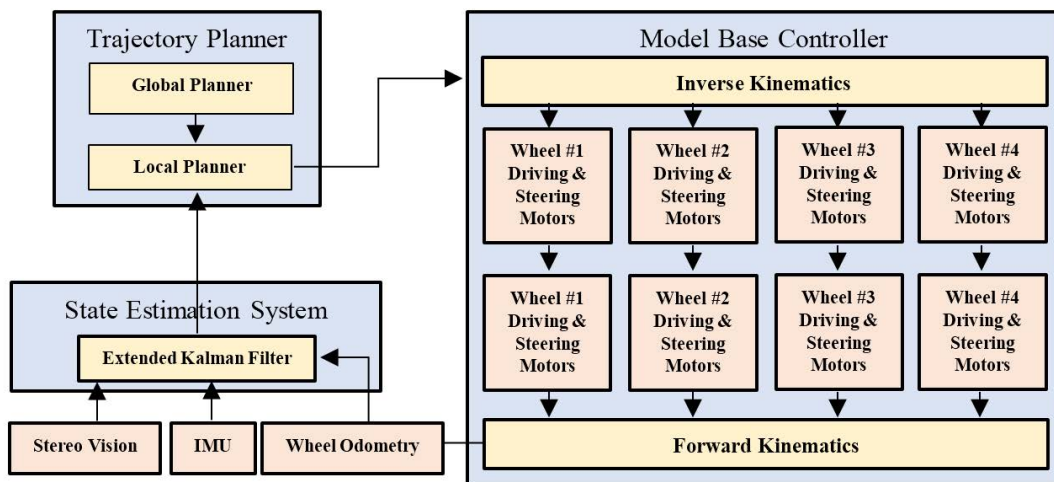 Trajectory Planner
Global Planner
Local Planner
State Estimation System
Extended Kalman Filter
Stereo Vision
IMU
Wheel Odometry
Model Base Controller
Inverse Kinematics
Wheel #1
Driving &
Steering
Motors
Wheel #2
Driving &
Steering
Motors
Wheel #3
Driving &
Steering
Motors
Wheel #4
Driving &
Steering
Motors
Wheel #1
Driving &
Steering
Motors
Wheel #2
Driving &
Steering
Motors
Wheel #3
Driving &
Steering
Motors
Wheel #4
Driving &
Steering
Motors
Forward Kinematics